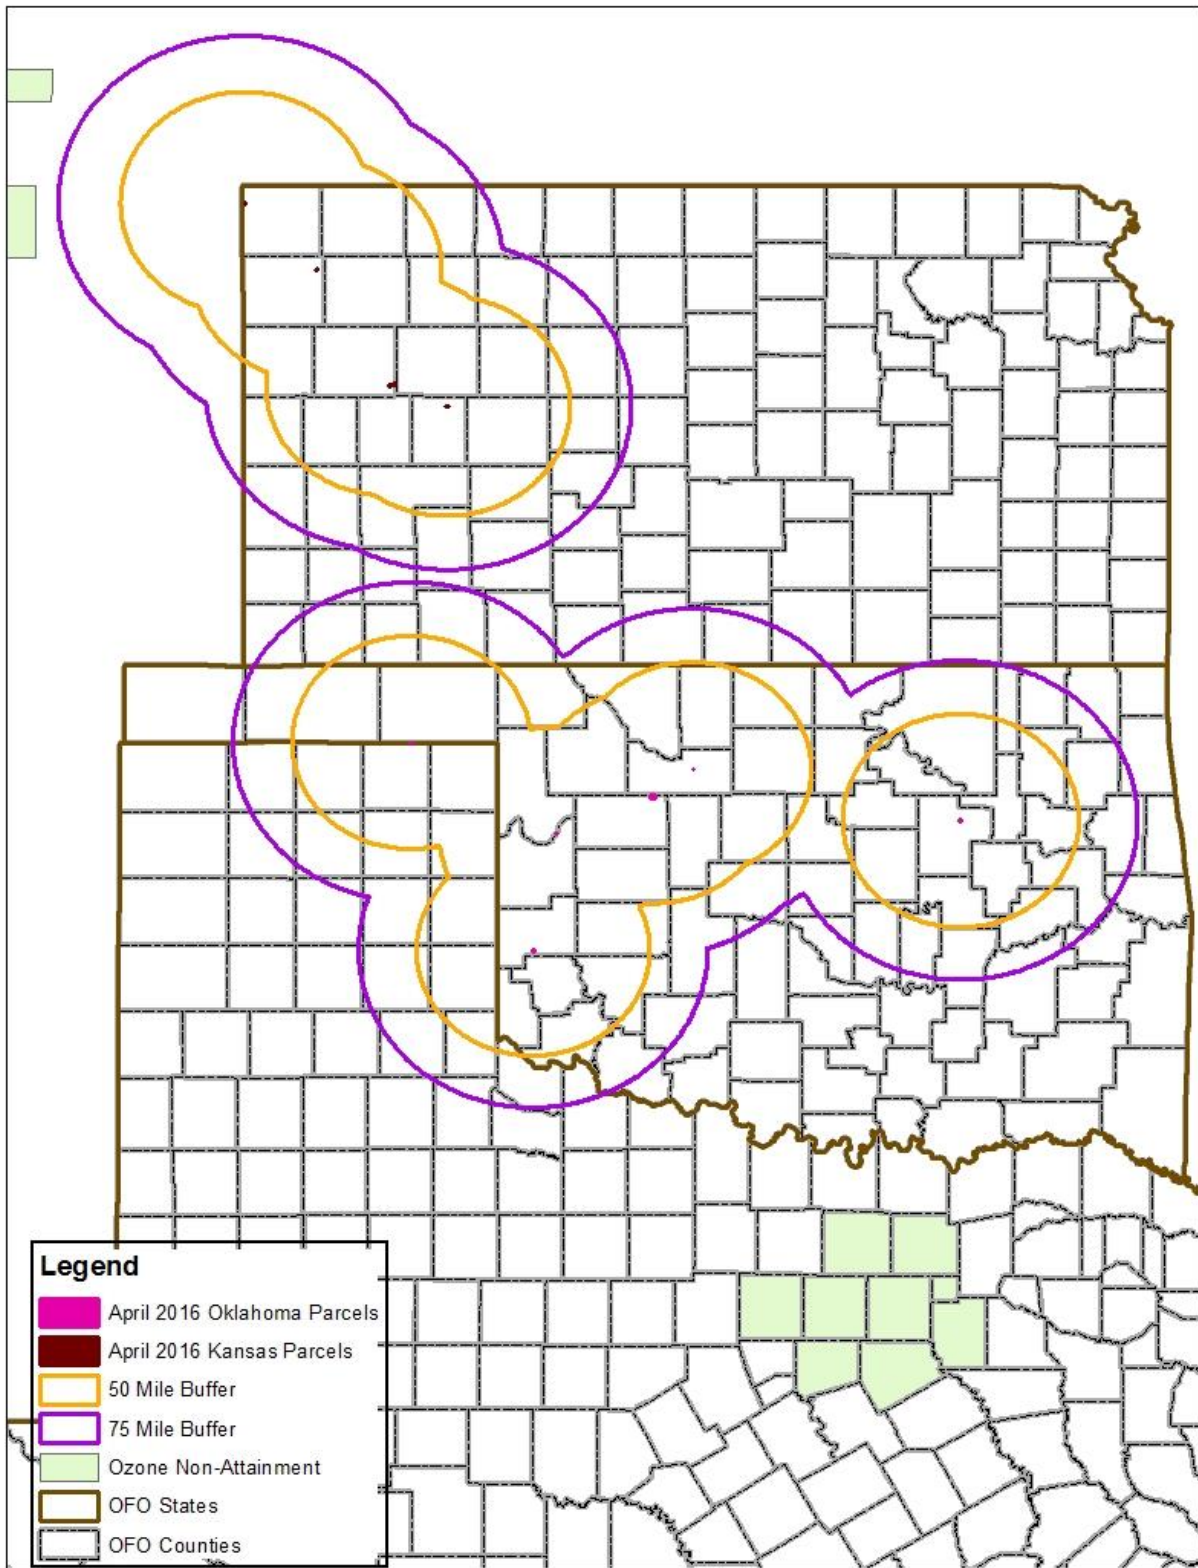 Legend
April 2016 Oklahoma Parcels
April 2016 Kansas Parcels
50 Mile Buffer
75 Mile Buffer
Ozone Non-Attainment
OFO States
OFO Counties